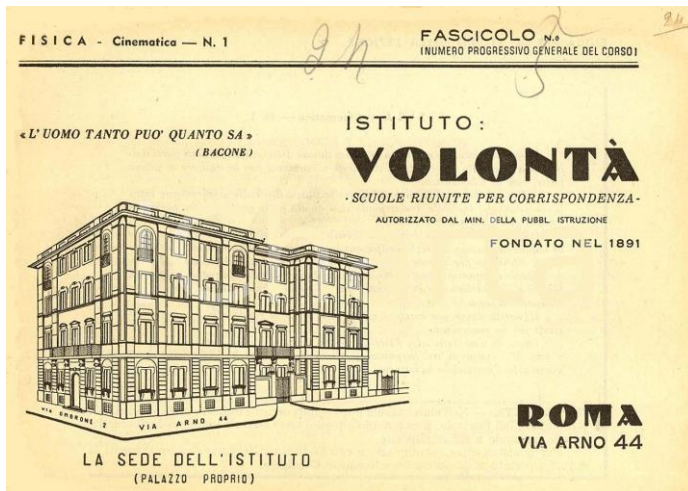 FISICA - Cinematica — N. 1
FASCICOLO N.º
(NUMERO PROGRESSIVO GENERALE DEL CORSO)
24
«L'UOMO TANTO PUO' QUANTO SA»
(BACONE)
ISTITUTO:
VOLONTÀ
- SCUOLE RIUNITE PER CORRISPONDENZA -
AUTORIZZATO DAL MIN. DELLA PUBBL. ISTRUZIONE
FONDATO NEL 1891
VIA OMBRONE 2 VIA ARNO 44
LA SEDE DELL'ISTITUTO
(PALAZZO PROPRIO)
ROMA
VIA ARNO 44